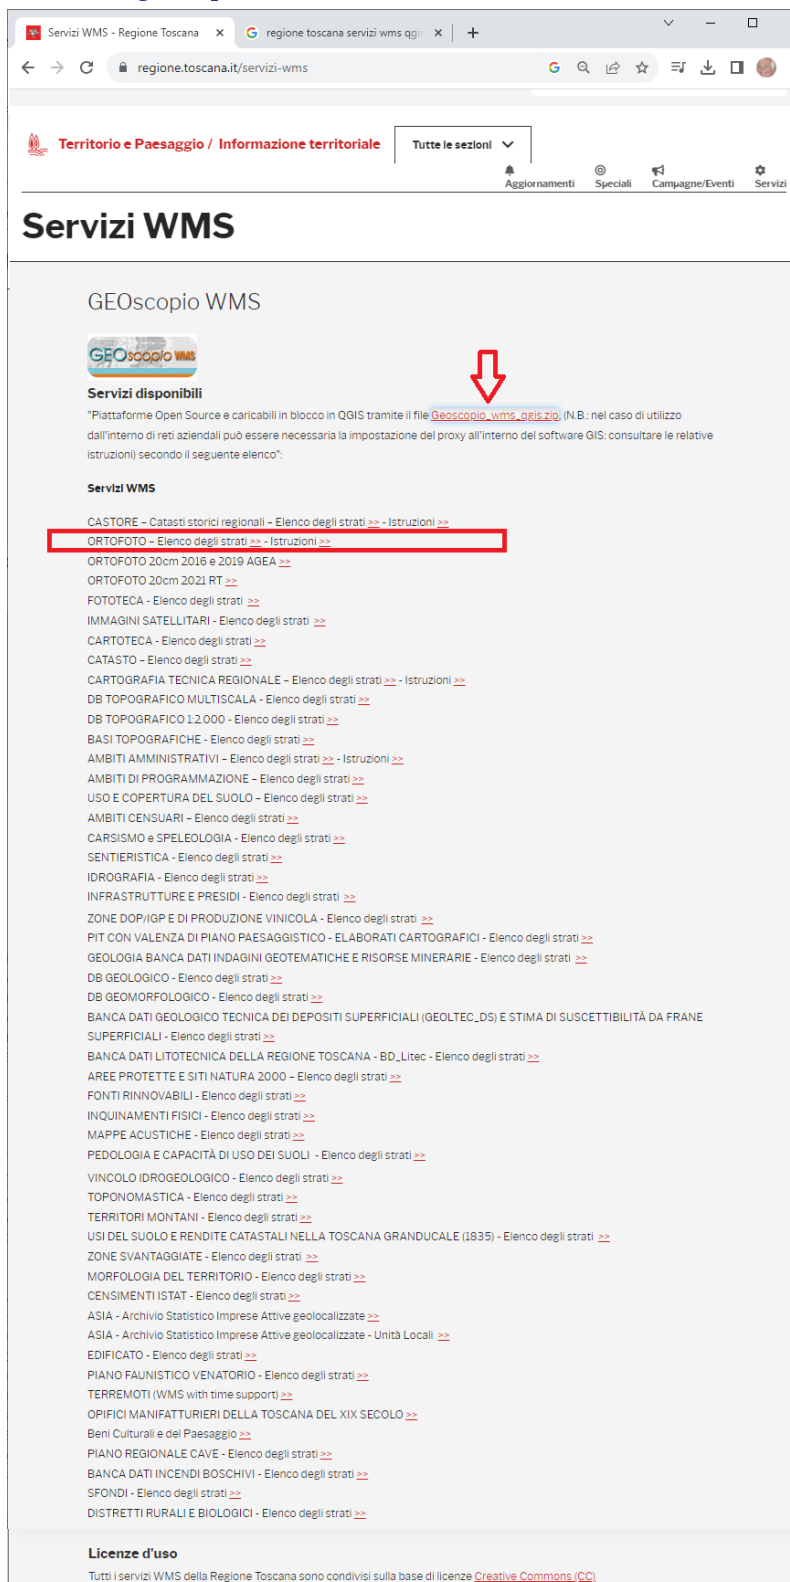 Servizi WMS - Regione Toscana
regione toscana servizi wms qgi
regione.toscana.it/servizi-wms
Territorio e Paesaggio / Informazione territoriale
Tutte le sezioni
Aggiornamenti Speciali Campagne/Eventi Servizi
Servizi WMS
GEOscopio WMS
GEOscopio WMS
Servizi disponibili
"Piattaforme Open Source e caricabili in blocco in QGIS tramite il file Geoscopio_wms_qgis.zip, (N.B.: nel caso di utilizzo
dall'interno di reti aziendali può essere necessaria la impostazione del proxy all'interno del software GIS: consultare le relative
istruzioni) secondo il seguente elenco":
Servizi WMS
CASTORE – Catasti storici regionali – Elenco degli strati >> - Istruzioni >>
ORTOFOTO – Elenco degli strati >> - Istruzioni >>
ORTOFOTO 20cm 2016 e 2019 AGEA >>
ORTOFOTO 20cm 2021 RT >>
FOTOTECA - Elenco degli strati >>
IMMAGINI SATELLITARI - Elenco degli strati >>
CARTOTECA - Elenco degli strati >>
CATASTO – Elenco degli strati >>
CARTOGRAFIA TECNICA REGIONALE – Elenco degli strati >> - Istruzioni >>
DB TOPOGRAFICO MULTISCALA - Elenco degli strati >>
DB TOPOGRAFICO 1:2.000 - Elenco degli strati >>
BASI TOPOGRAFICHE - Elenco degli strati >>
AMBITI AMMINISTRATIVI – Elenco degli strati >> - Istruzioni >>
AMBITI DI PROGRAMMAZIONE – Elenco degli strati >>
USO E COPERTURA DEL SUOLO – Elenco degli strati >>
AMBITI CENSUARI – Elenco degli strati >>
CARSISMO e SPELEOLOGIA - Elenco degli strati >>
SENTIERISTICA - Elenco degli strati >>
IDROGRAFIA - Elenco degli strati >>
INFRASTRUTTURE E PRESIDI - Elenco degli strati >>
ZONE DOP/IGP E DI PRODUZIONE VINICOLA - Elenco degli strati >>
PIT CON VALENZA DI PIANO PAESAGGISTICO - ELABORATI CARTOGRAFICI - Elenco degli strati >>
GEOLOGIA BANCA DATI INDAGINI GEOTEMATICHE E RISORSE MINERARIE - Elenco degli strati >>
DB GEOLOGICO - Elenco degli strati >>
DB GEOMORFOLOGICO - Elenco degli strati >>
BANCA DATI GEOLOGICO TECNICA DEI DEPOSITI SUPERFICIALI (GEOLTEC_DS) E STIMA DI SUSCETTIBILITÀ DA FRANE
SUPERFICIALI - Elenco degli strati >>
BANCA DATI LITOTECNICA DELLA REGIONE TOSCANA - BD_Litec - Elenco degli strati >>
AREE PROTETTE E SITI NATURA 2000 – Elenco degli strati >>
FONTI RINNOVABILI - Elenco degli strati >>
INQUINAMENTI FISICI - Elenco degli strati >>
MAPPE ACUSTICHE - Elenco degli strati >>
PEDOLOGIA E CAPACITÀ DI USO DEI SUOLI - Elenco degli strati >>
VINCOLO IDROGEOLOGICO - Elenco degli strati >>
TOPONOMASTICA - Elenco degli strati >>
TERRITORI MONTANI - Elenco degli strati >>
USI DEL SUOLO E RENDITE CATASTALI NELLA TOSCANA GRANDUCALE (1835) - Elenco degli strati >>
ZONE SVANTAGGIATE - Elenco degli strati >>
MORFOLOGIA DEL TERRITORIO - Elenco degli strati >>
CENSIMENTI ISTAT - Elenco degli strati >>
ASIA - Archivio Statistico Imprese Attive geolocalizzate >>
ASIA - Archivio Statistico Imprese Attive geolocalizzate - Unità Locali >>
EDIFICATO - Elenco degli strati >>
PIANO FAUNISTICO VENATORIO - Elenco degli strati >>
TERREMOTI (WMS with time support) >>
OPIFICI MANIFATTURIERI DELLA TOSCANA DEL XIX SECOLO >>
Beni Culturali e del Paesaggio >>
PIANO REGIONALE CAVE - Elenco degli strati >>
BANCA DATI INCENDI BOSCHIVI - Elenco degli strati >>
SFONDI - Elenco degli strati >>
DISTRETTI RURALI E BIOLOGICI - Elenco degli strati >>
Licenze d'uso
Tutti i servizi WMS della Regione Toscana sono condivisi sulla base di licenze Creative Commons (CC)